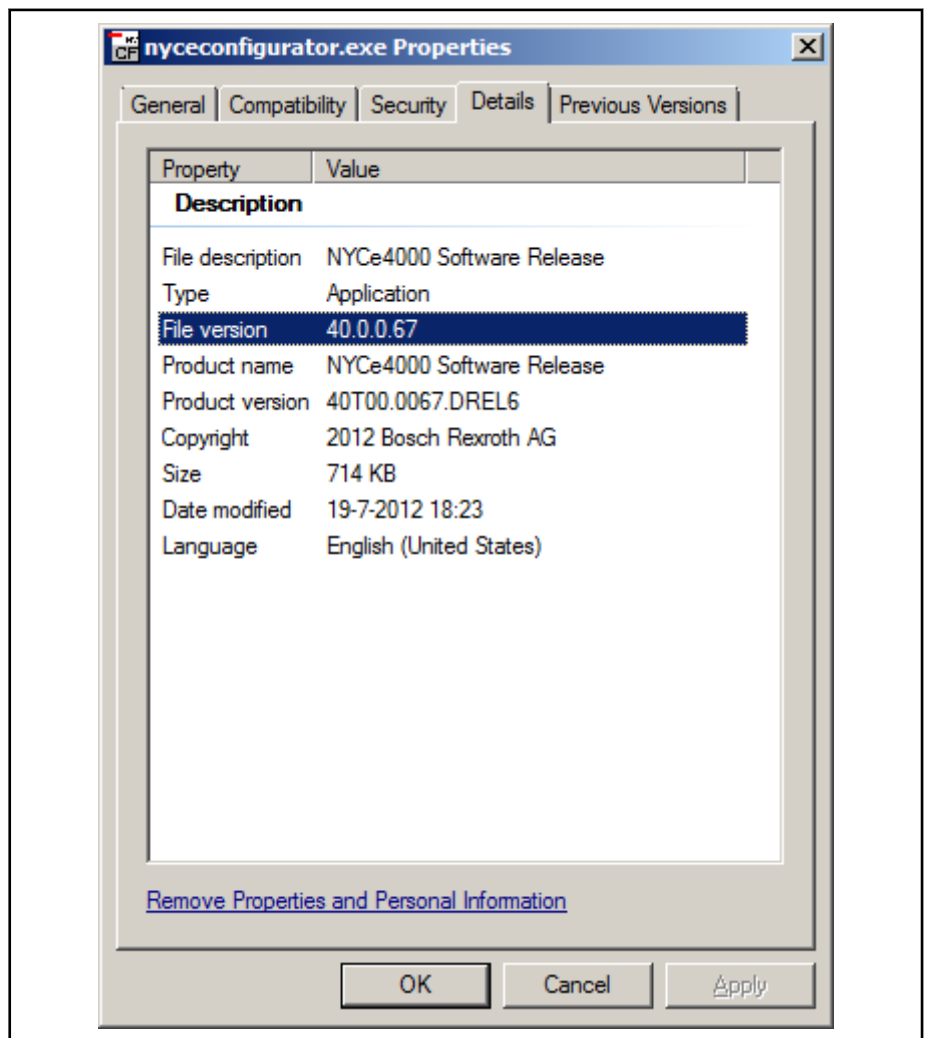 nyceconfigurator.exe Properties
General Compatibility Security Details Previous Versions
Property Value
Description
File description NYCe4000 Software Release
Type Application
File version 40.0.0.67
Product name NYCe4000 Software Release
Product version 40T00.0067.DREL6
Copyright 2012 Bosch Rexroth AG
Size 714 KB
Date modified 19-7-2012 18:23
Language English (United States)
Remove Properties and Personal Information
OK Cancel Apply